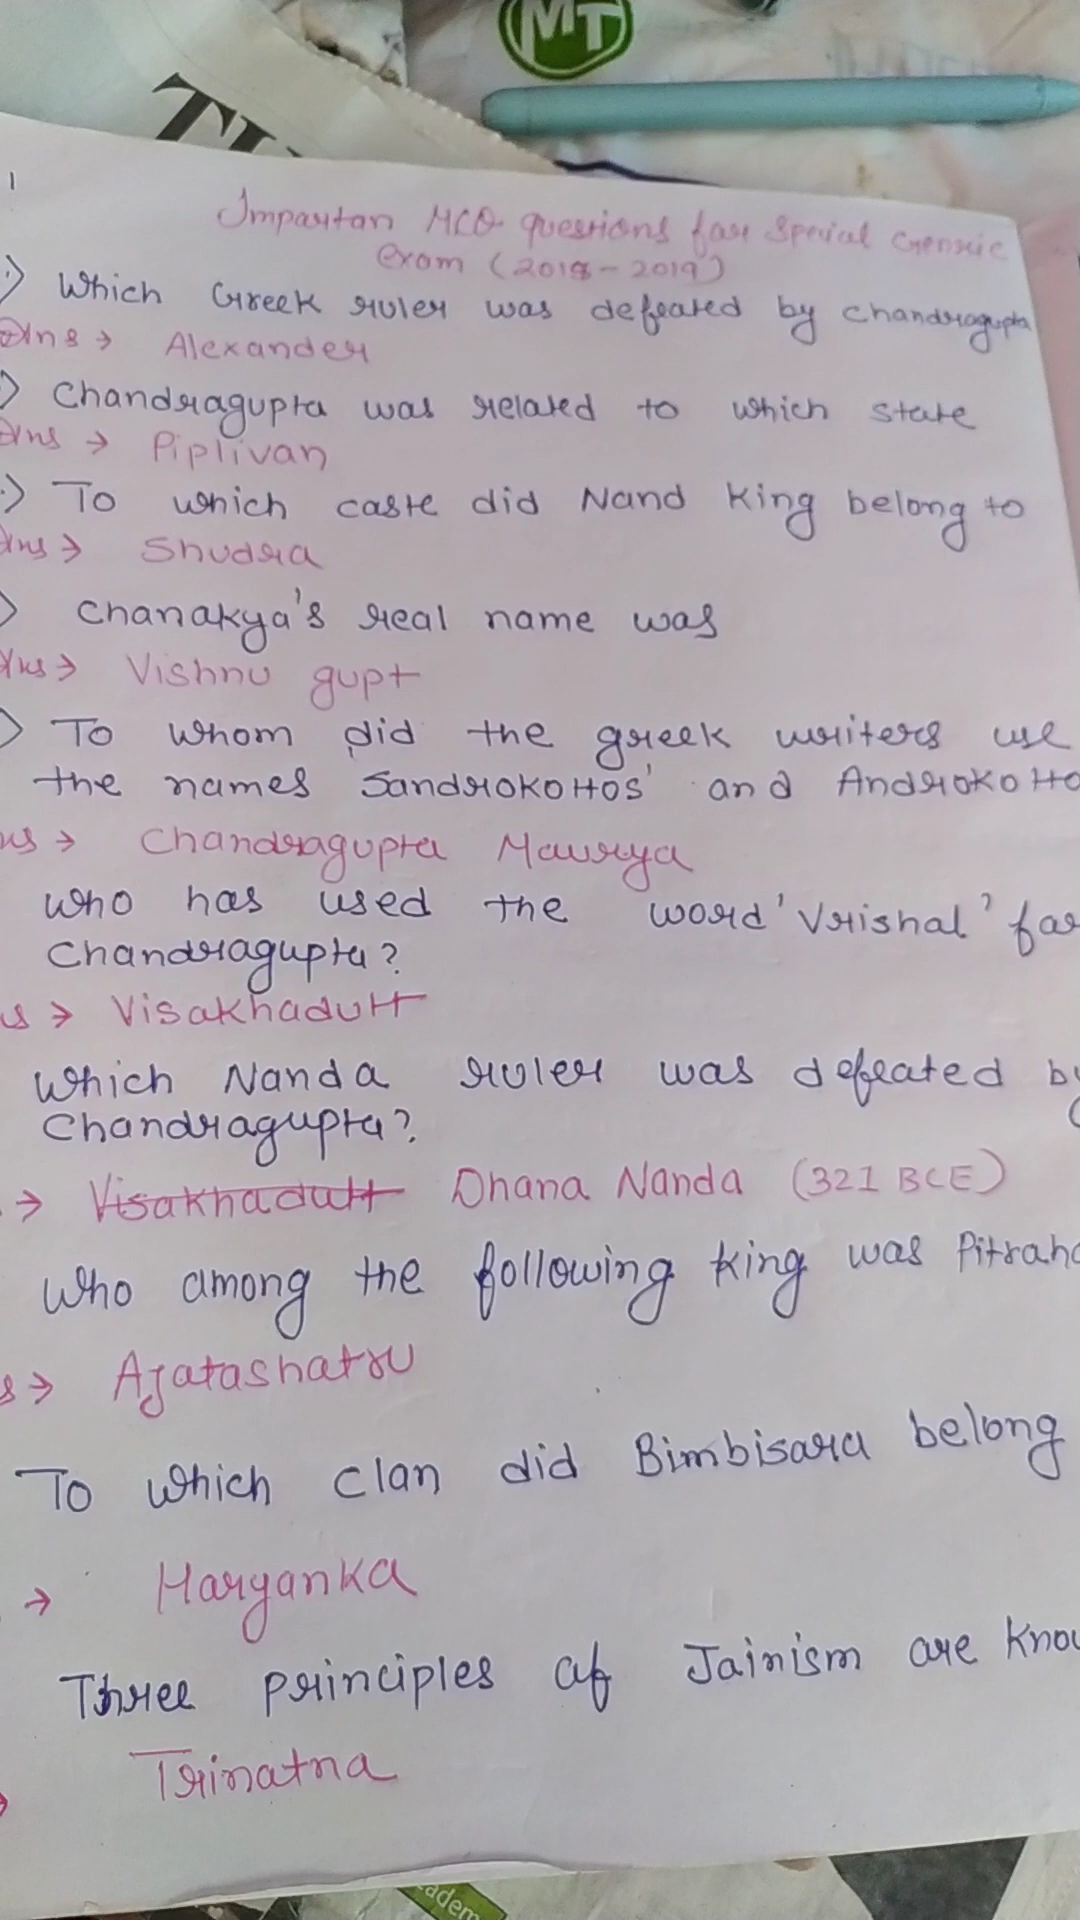 MT
TI
1
Impartan MCQ questions far Special Genric
exam (2018-2019)
Which Greek ruler was defeated by chandragupta
Ans → Alexander
Chandragupta was related to which state
Ans → Piplivan
To which caste did Nand King belong to
Ans → Shudra
Chanakya's real name was
Ans → Vishnu gupt
To whom did the greek writers use
the names Sandrokottos' and Androkotto
→ Chandragupta Maurya
who has used the word 'Vrishal' far
Chandragupta?
→ Visakhadutt
which Nanda ruler was defeated by
Chandragupta?
→ Visakhadutt Dhana Nanda (321 BCE)
Who among the following king was Pitraha
→ Ajatashatru
To which clan did Bimbisara belong
→ Haryanka
Three principles of Jainism are know
Trinatna
adem